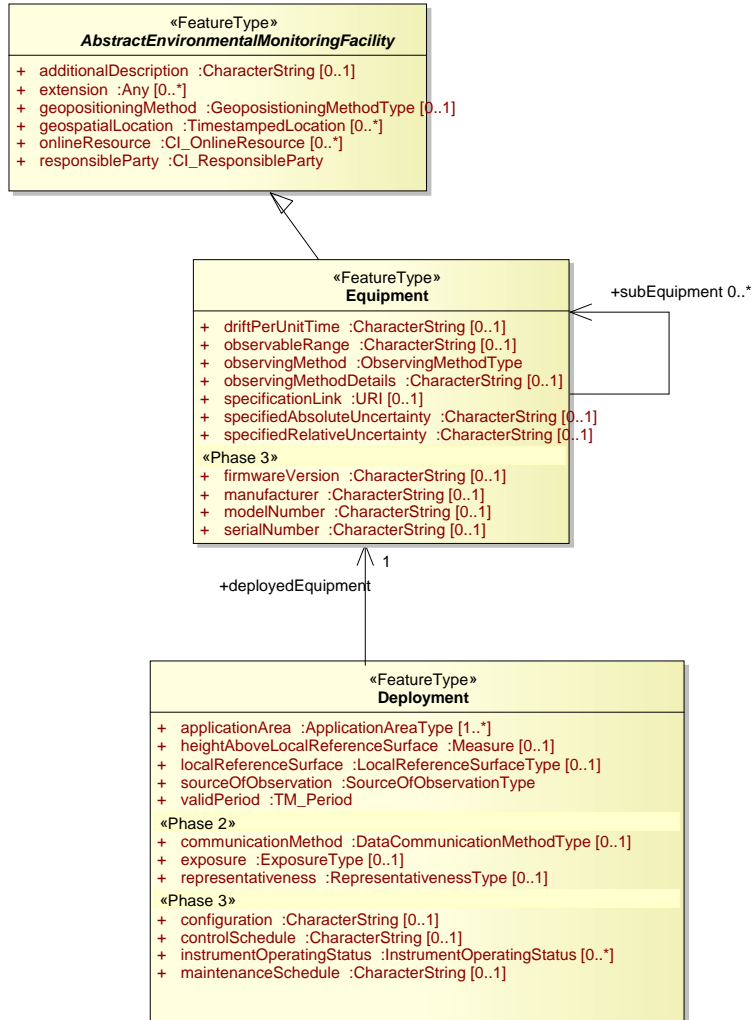 «FeatureType»
AbstractEnvironmentalMonitoringFacility
+ additionalDescription :CharacterString [0..1]
+ extension :Any [0..*]
+ geopositioningMethod :GeoposistioningMethodType [0..1]
+ geospatialLocation :TimestampedLocation [0..*]
+ onlineResource :CI_OnlineResource [0..*]
+ responsibleParty :CI_ResponsibleParty
«FeatureType»
Equipment
+ driftPerUnitTime :CharacterString [0..1]
+ observableRange :CharacterString [0..1]
+ observingMethod :ObservingMethodType
+ observingMethodDetails :CharacterString [0..1]
+ specificationLink :URI [0..1]
+ specifiedAbsoluteUncertainty :CharacterString [0..1]
+ specifiedRelativeUncertainty :CharacterString [0..1]
«Phase 3»
+ firmwareVersion :CharacterString [0..1]
+ manufacturer :CharacterString [0..1]
+ modelNumber :CharacterString [0..1]
+ serialNumber :CharacterString [0..1]
+subEquipment 0..*
1
+deployedEquipment
«FeatureType»
Deployment
+ applicationArea :ApplicationAreaType [1..*]
+ heightAboveLocalReferenceSurface :Measure [0..1]
+ localReferenceSurface :LocalReferenceSurfaceType [0..1]
+ sourceOfObservation :SourceOfObservationType
+ validPeriod :TM_Period
«Phase 2»
+ communicationMethod :DataCommunicationMethodType [0..1]
+ exposure :ExposureType [0..1]
+ representativeness :RepresentativenessType [0..1]
«Phase 3»
+ configuration :CharacterString [0..1]
+ controlSchedule :CharacterString [0..1]
+ instrumentOperatingStatus :InstrumentOperatingStatus [0..*]
+ maintenanceSchedule :CharacterString [0..1]